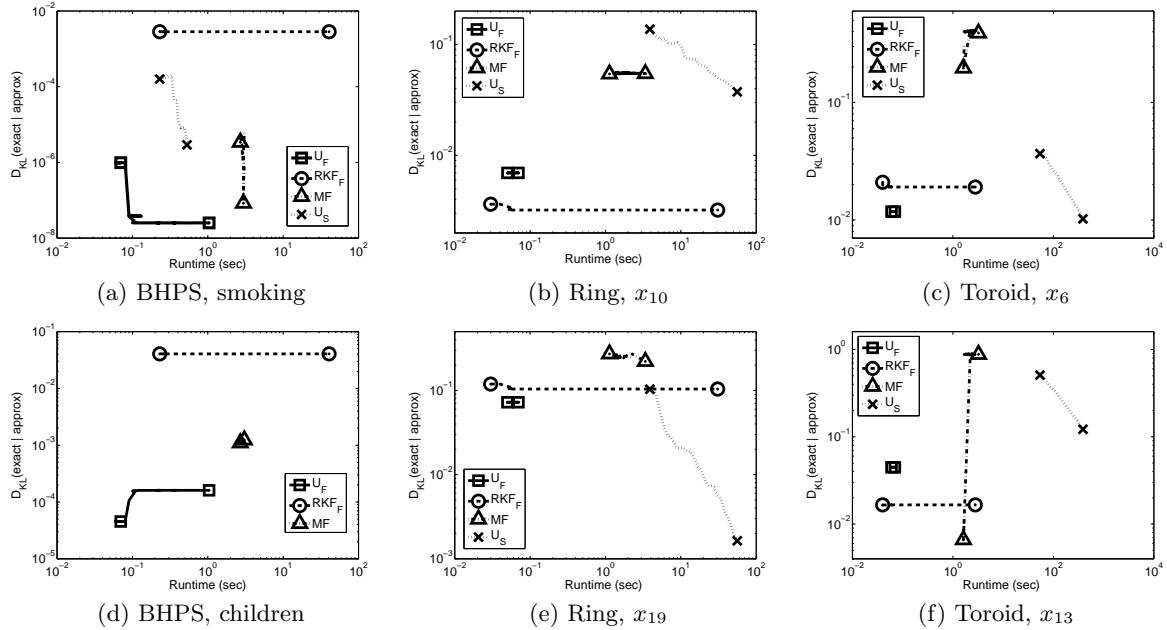 D_KL(exact | approx)
10^-2
10^-4
10^-6
10^-8
U_F
RKF_F
MF
U_S
10^-2 10^-1 10^0 10^1 10^2
Runtime (sec)
(a) BHPS, smoking
D_KL(exact | approx)
10^-1
10^-2
U_F
RKF_F
MF
U_S
10^-2 10^-1 10^0 10^1 10^2
Runtime (sec)
(b) Ring, x_10
D_KL(exact | approx)
10^-1
10^-2
U_F
RKF_F
MF
U_S
10^-2 10^0 10^2 10^4
Runtime (sec)
(c) Toroid, x_6
D_KL(exact | approx)
10^-1
10^-2
10^-3
10^-4
10^-5
U_F
RKF_F
MF
10^-2 10^-1 10^0 10^1 10^2
Runtime (sec)
(d) BHPS, children
D_KL(exact | approx)
10^-1
10^-2
10^-3
U_F
RKF_F
MF
U_S
10^-2 10^-1 10^0 10^1 10^2
Runtime (sec)
(e) Ring, x_19
D_KL(exact | approx)
10^0
10^-1
10^-2
U_F
RKF_F
MF
U_S
10^-2 10^0 10^2 10^4
Runtime (sec)
(f) Toroid, x_13